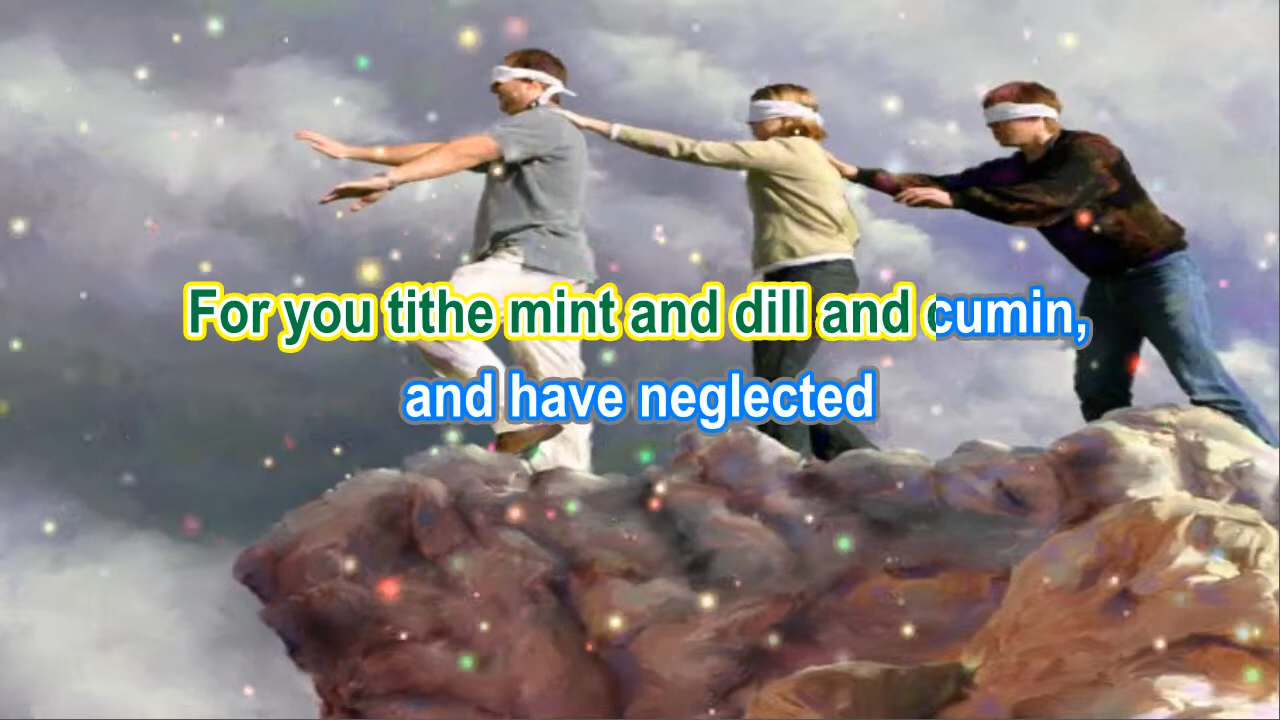 For you tithe mint and dill and cumin,
and have neglected